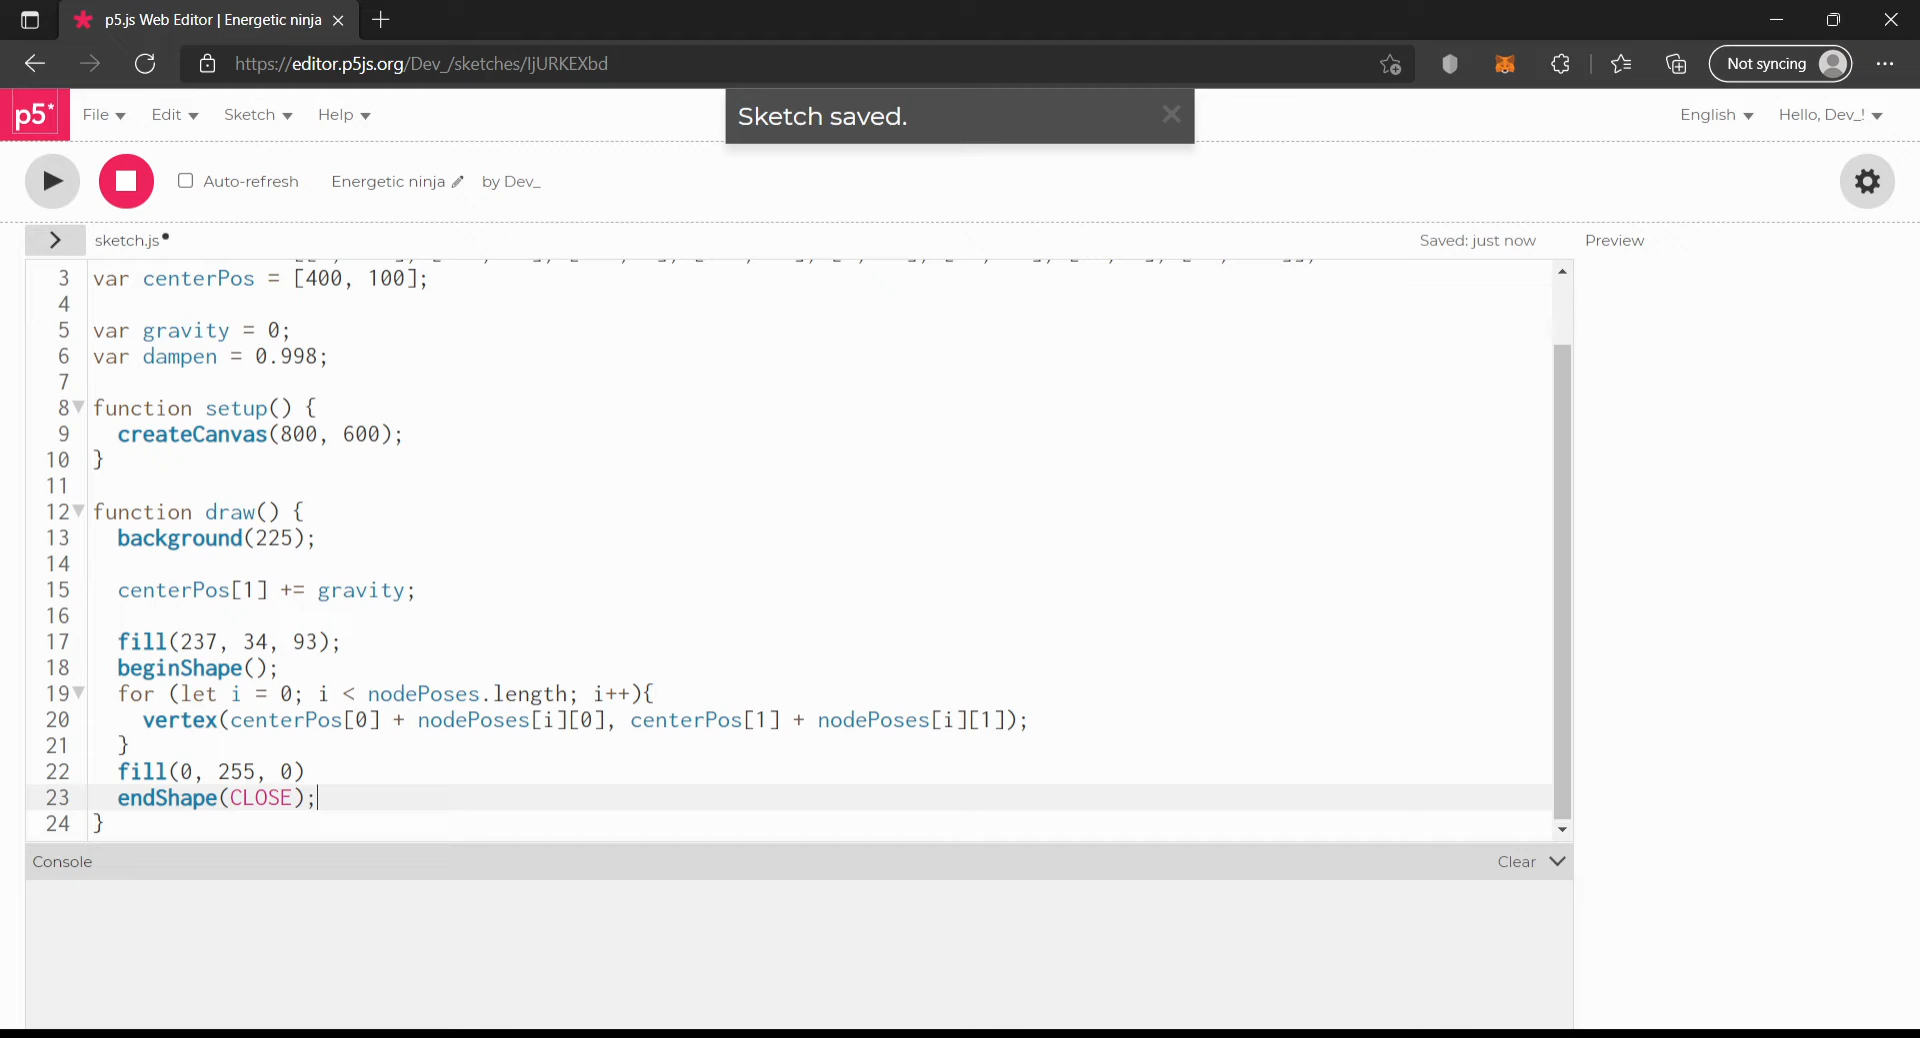 p5.js Web Editor | Energetic ninja
https://editor.p5js.org/Dev_/sketches/IjURKEXbd
Not syncing
p5*
File
Edit
Sketch
Help
Sketch saved.
English
Hello, Dev_!
Auto-refresh
Energetic ninja
by Dev_
sketch.js
Saved: just now
Preview
3 var centerPos = [400, 100];
4
5 var gravity = 0;
6 var dampen = 0.998;
7
8 function setup() {
9 createCanvas(800, 600);
10 }
11
12 function draw() {
13 background(225);
14
15 centerPos[1] += gravity;
16
17 fill(237, 34, 93);
18 beginShape();
19 for (let i = 0; i < nodePoses.length; i++){
20 vertex(centerPos[0] + nodePoses[i][0], centerPos[1] + nodePoses[i][1]);
21 }
22 fill(0, 255, 0)
23 endShape(CLOSE);
24 }
Console
Clear